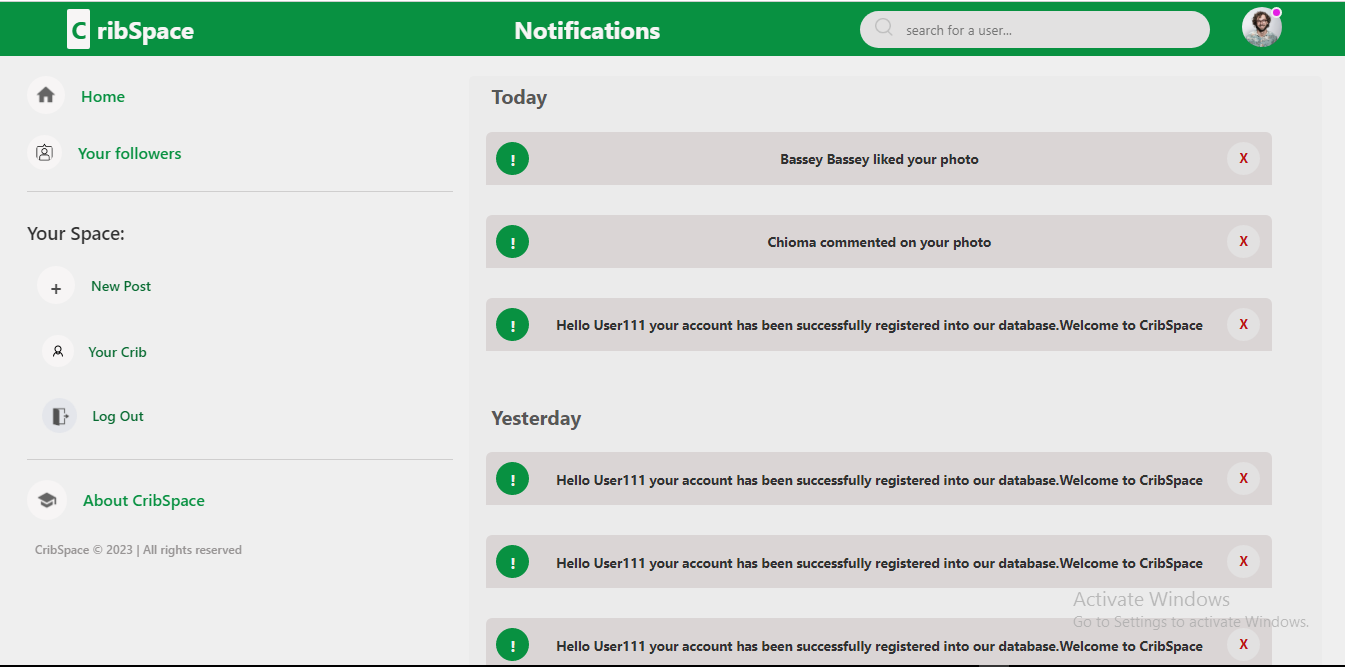 CribSpace
Notifications
search for a user...
Home
Your followers
Your Space:
+ New Post
Your Crib
Log Out
About CribSpace
CribSpace © 2023 | All rights reserved
Today
! Bassey Bassey liked your photo X
! Chioma commented on your photo X
! Hello User111 your account has been successfully registered into our database.Welcome to CribSpace X
Yesterday
! Hello User111 your account has been successfully registered into our database.Welcome to CribSpace X
! Hello User111 your account has been successfully registered into our database.Welcome to CribSpace X
! Hello User111 your account has been successfully registered into our database.Welcome to CribSpace X
Activate Windows
Go to Settings to activate Windows.